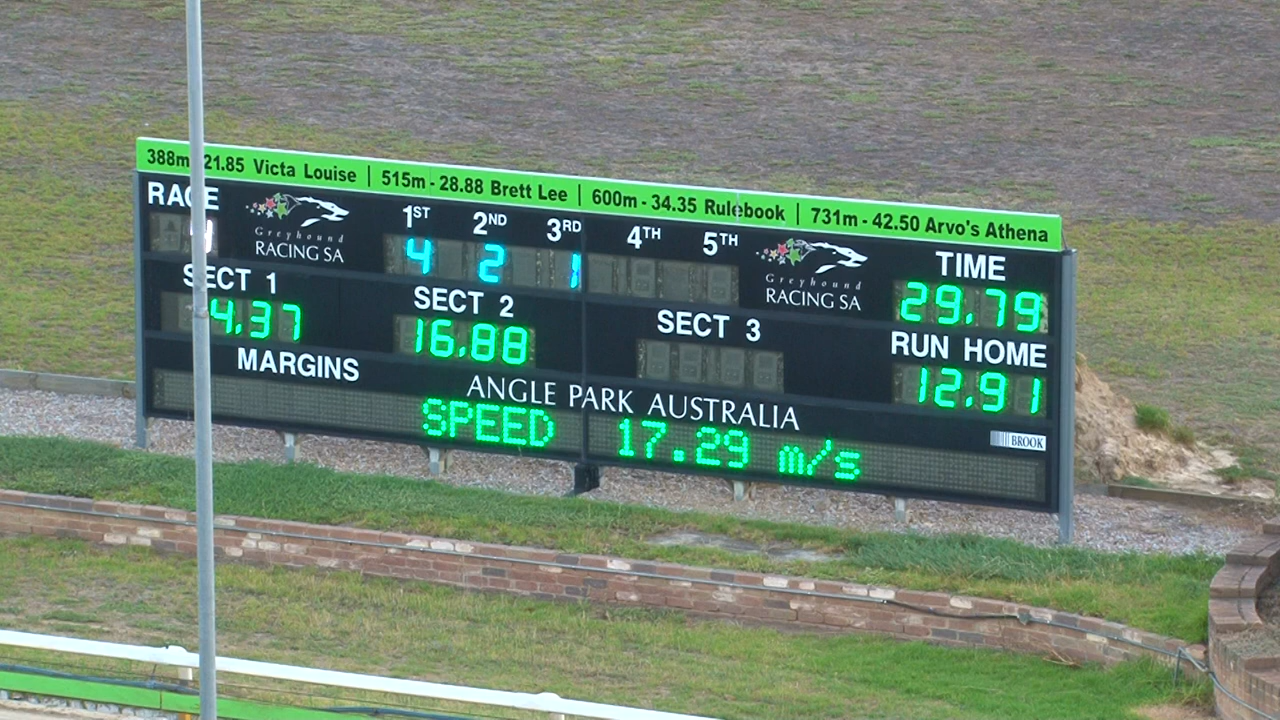 388m 21.85 Victa Louise | 515m - 28.88 Brett Lee | 600m - 34.35 Rulebook | 731m - 42.50 Arvo's Athena
RACE
Greyhound
RACING SA
1ST 2ND 3RD 4TH 5TH
4 2 1
Greyhound
RACING SA
TIME
29.79
SECT 1
4.37
SECT 2
16.88
SECT 3
RUN HOME
12.91
MARGINS
ANGLE PARK AUSTRALIA
SPEED 17.29 m/s
BROOK